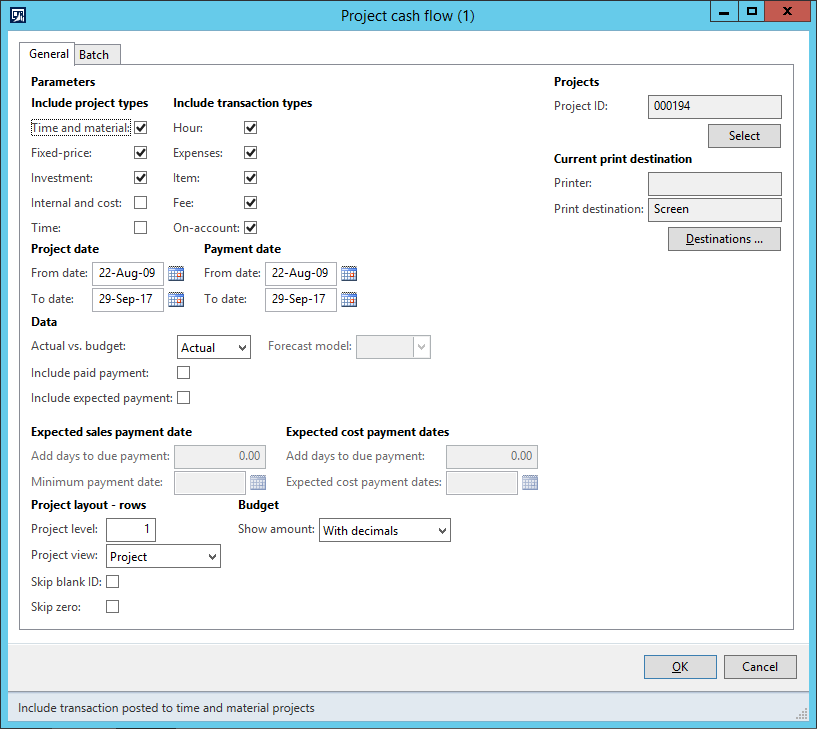 Project cash flow (1)
General Batch
Parameters
Include project types Include transaction types
Time and material: Hour:
Fixed-price: Expenses:
Investment: Item:
Internal and cost: Fee:
Time: On-account:
Project date Payment date
From date: 22-Aug-09 From date: 22-Aug-09
To date: 29-Sep-17 To date: 29-Sep-17
Data
Actual vs. budget: Actual Forecast model:
Include paid payment:
Include expected payment:
Expected sales payment date Expected cost payment dates
Add days to due payment: 0.00 Add days to due payment: 0.00
Minimum payment date: Expected cost payment dates:
Project layout - rows Budget
Project level: 1 Show amount: With decimals
Project view: Project
Skip blank ID:
Skip zero:
Projects
Project ID: 000194
Select
Current print destination
Printer:
Print destination: Screen
Destinations ...
OK Cancel
Include transaction posted to time and material projects